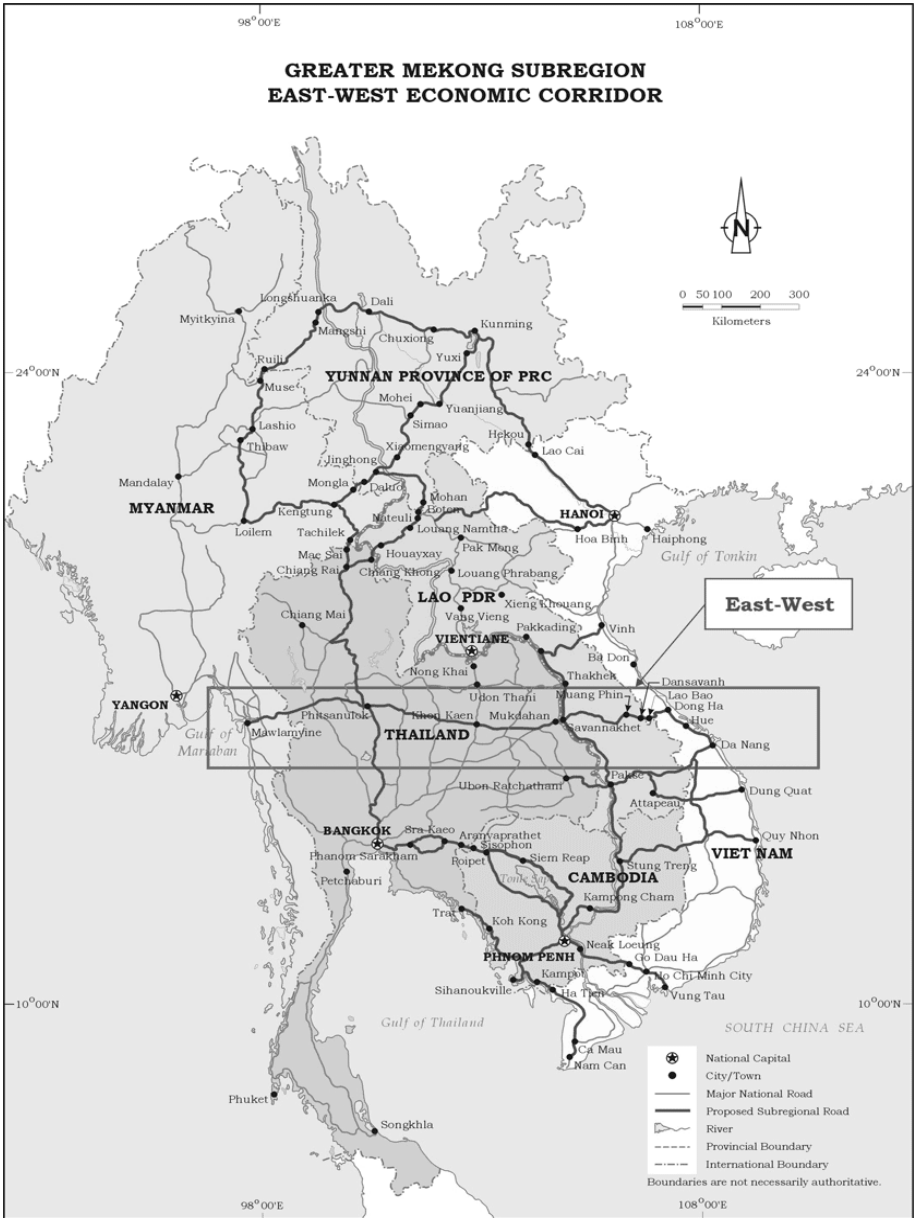 98°00'E
108°00'E
GREATER MEKONG SUBREGION
EAST-WEST ECONOMIC CORRIDOR
N
0 50 100 200 300
Kilometers
Longshuanka
Dali
Myitkyina
Mangshi
Chuxiong
Kunming
Yuxi
Ruili
24°00'N
24°00'N
YUNNAN PROVINCE OF PRC
Muse
Mohei
Yuanjiang
Simao
Lashio
Hekou
Thibaw
Xiaomengyang
Lao Cai
Jinghong
Mandalay
Mongla
Daluo
Mohan
MYANMAR
Kengtung
Boten
HANOI
Nateuli
Loilem
Tachilek
Louang Namtha
Hoa Binh
Haiphong
Mae Sai
Houayxay
Pak Mong
Gulf of Tonkin
Chiang Rai
Chiang Khong
Louang Phrabang
LAO PDR
Xieng Khouang
East-West
Chiang Mai
Vang Vieng
Pakkading
Vinh
VIENTIANE
Ba Don
Nong Khai
Thakhek
Dansavanh
Udon Thani
Muang Phin
Lao Bao
YANGON
Dong Ha
Phitsanulok
Khon Kaen
Mukdahan
Hue
Gulf of
Martaban
Mawlamyine
THAILAND
Savannakhet
Da Nang
Pakse
Ubon Ratchathani
Dung Quat
Attapeau
BANGKOK
Sra Kaeo
Aranyaprathet
Quy Nhon
Phanom Sarakham
Sisophon
VIET NAM
Poipet
Siem Reap
Stung Treng
Petchaburi
Tonle Sap
CAMBODIA
Kampong Cham
Trat
Koh Kong
Neak Loeung
PHNOM PENH
Go Dau Ha
Kampot
Ho Chi Minh City
Sihanoukville
Ha Tien
Vung Tau
10°00'N
10°00'N
Gulf of Thailand
SOUTH CHINA SEA
Ca Mau
National Capital
Nam Can
City/Town
Phuket
Major National Road
Proposed Subregional Road
Songkhla
River
Provincial Boundary
International Boundary
Boundaries are not necessarily authoritative.
98°00'E
108°00'E